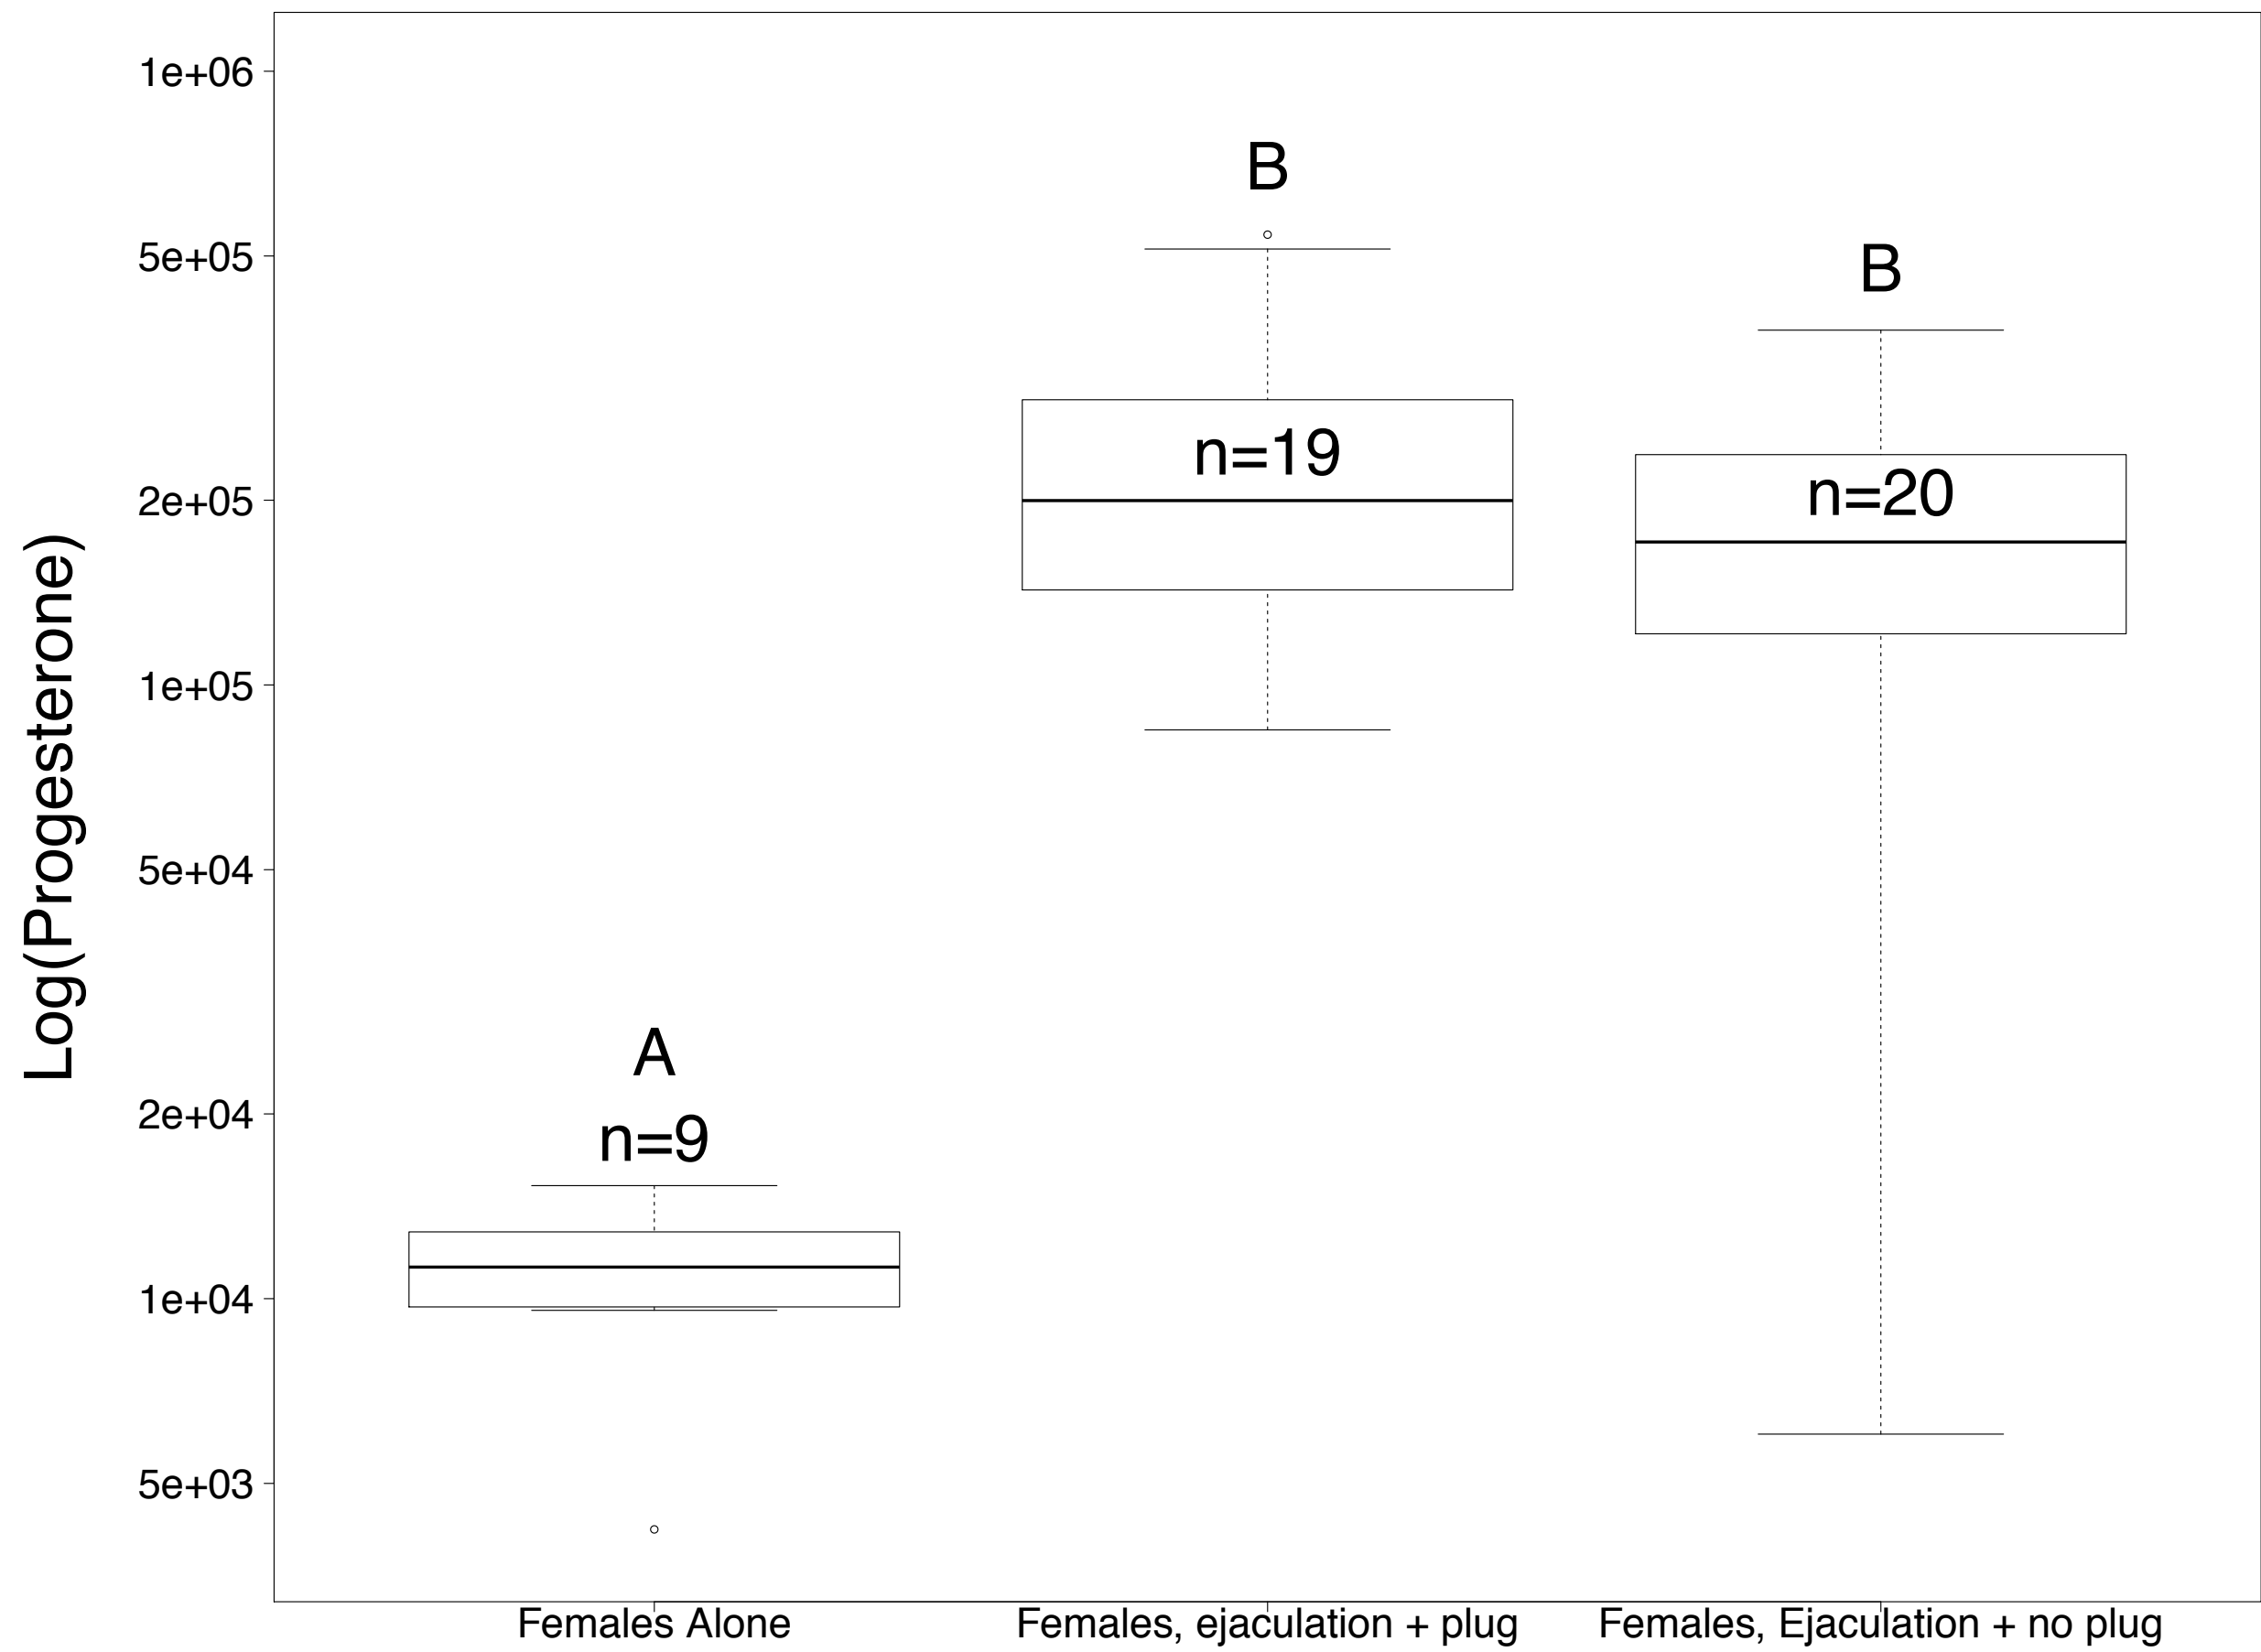 Log(Progesterone)
1e+06
5e+05
2e+05
1e+05
5e+04
2e+04
1e+04
5e+03
A
n=9
B
n=19
B
n=20
Females Alone
Females, ejaculation + plug
Females, Ejaculation + no plug